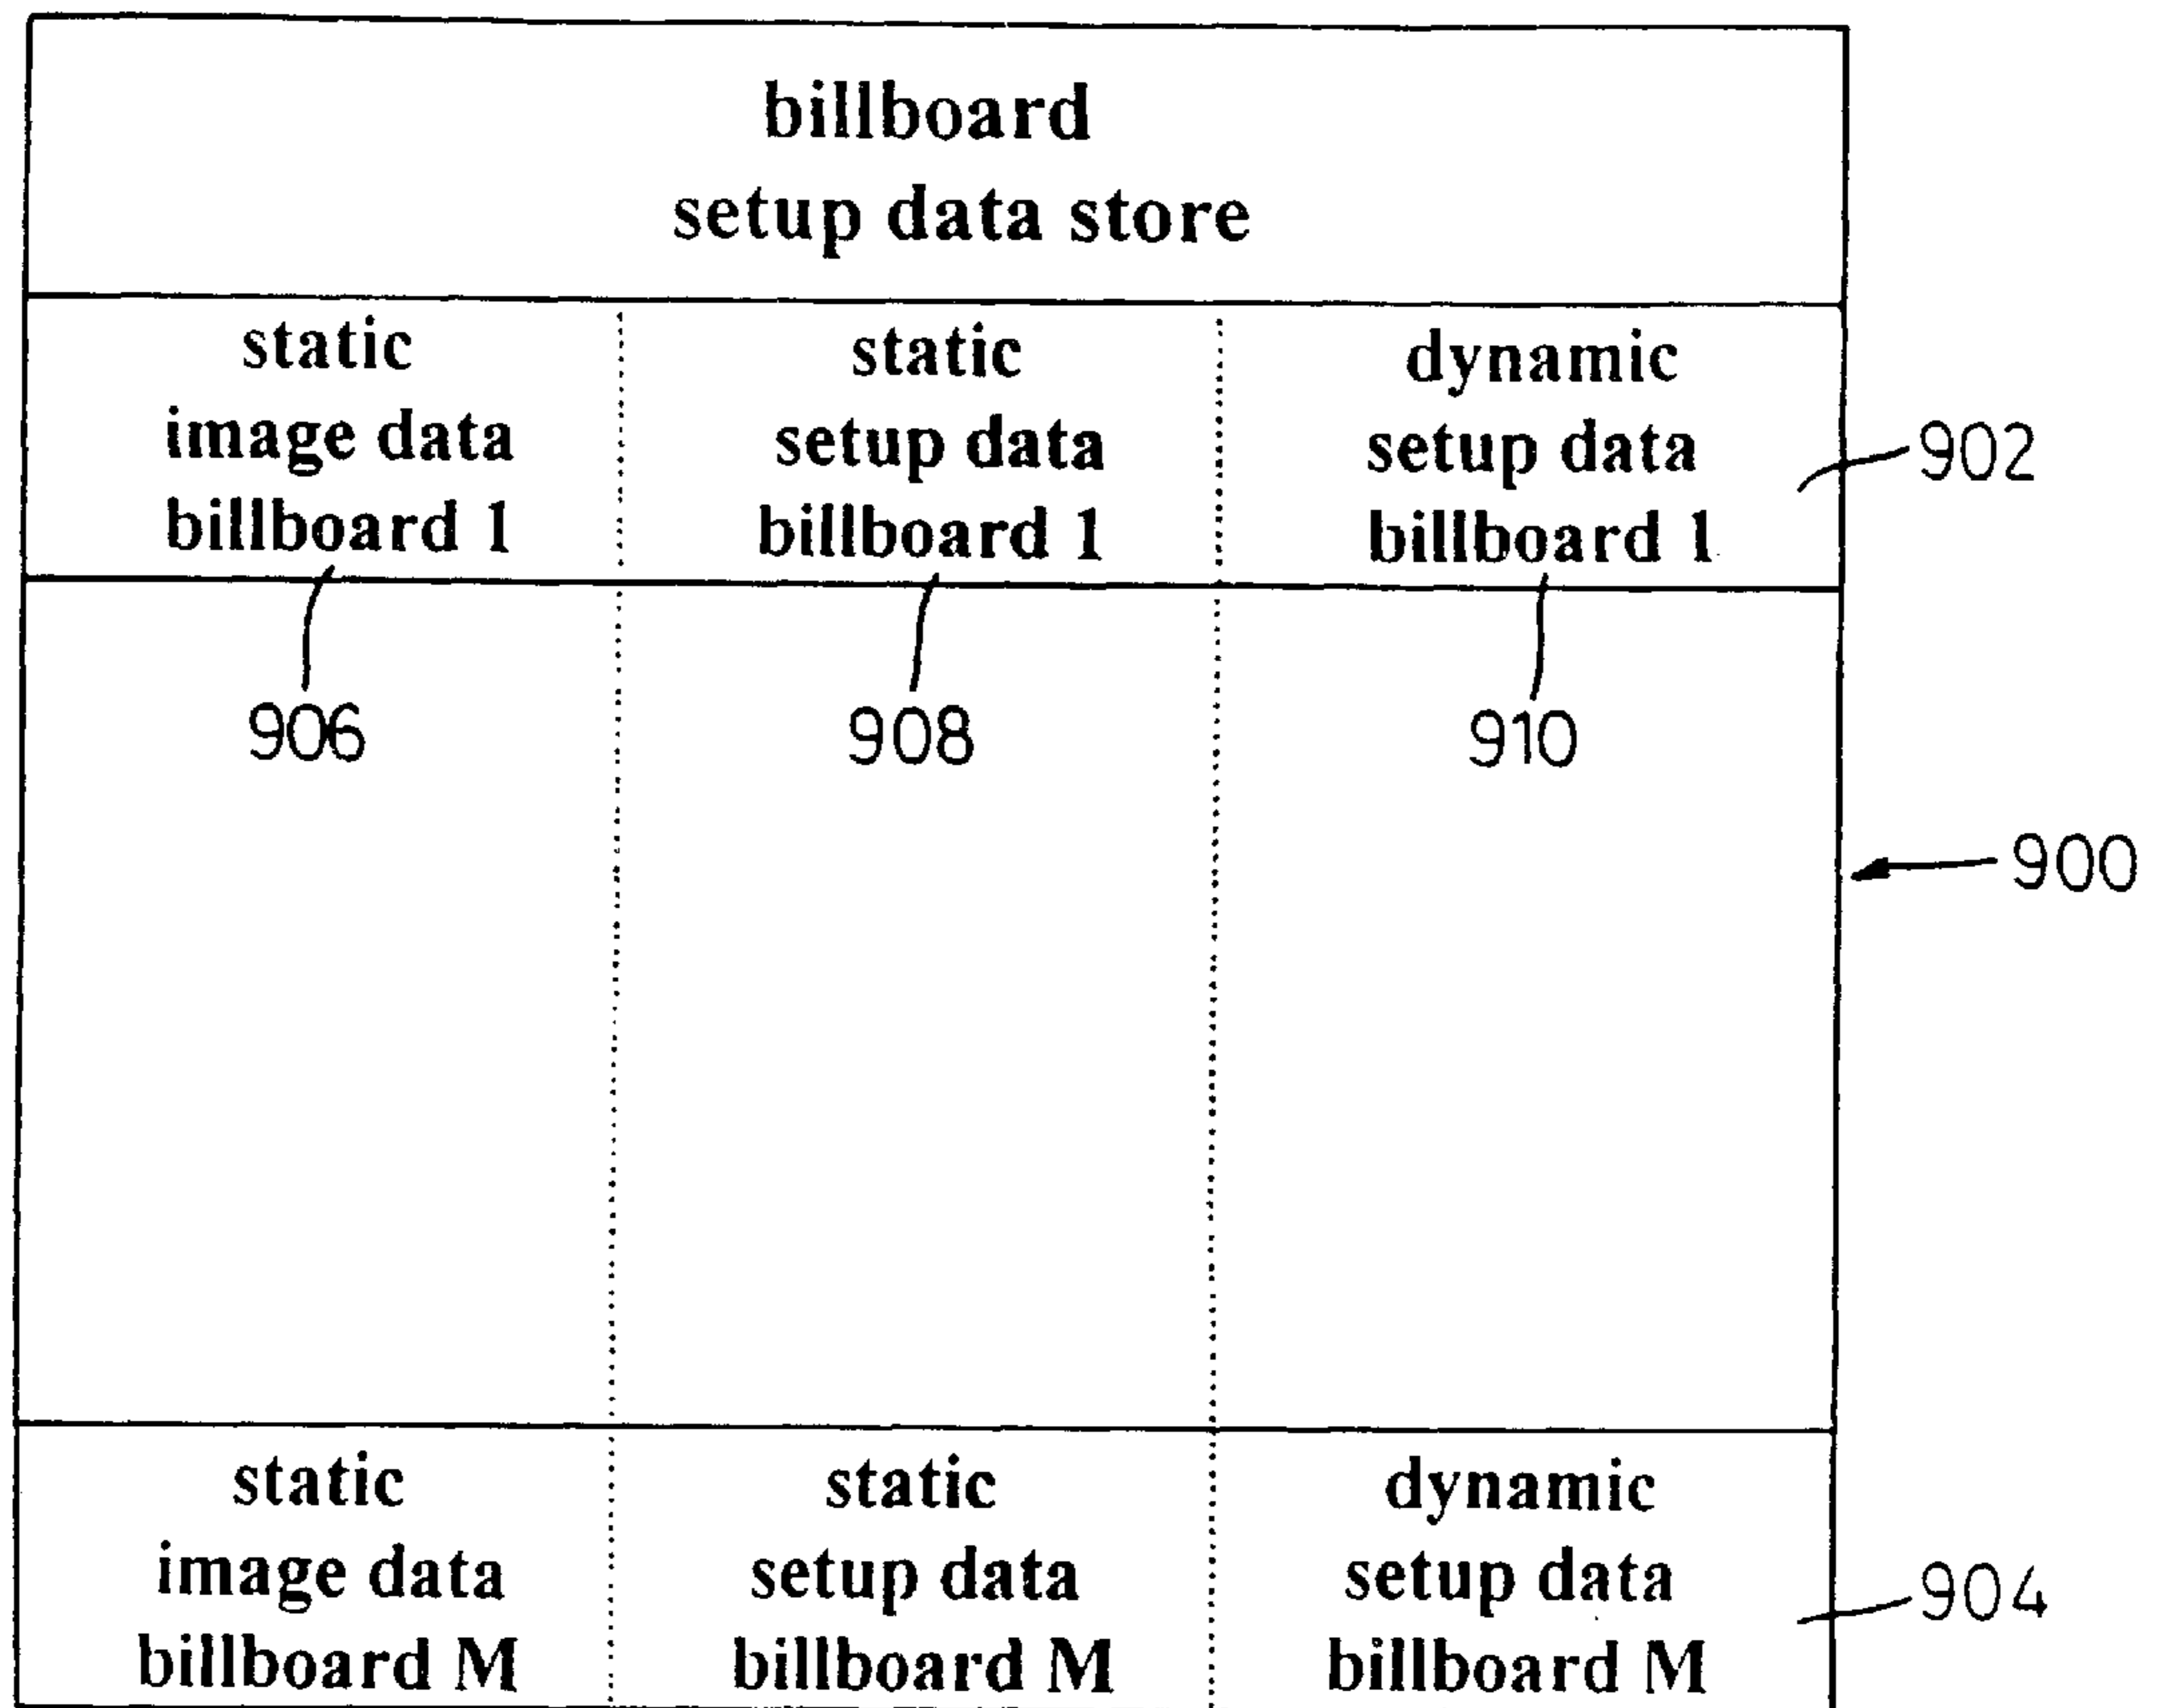 billboard
setup data store
static
image data
billboard 1
static
setup data
billboard 1
dynamic
setup data
billboard 1
902
906
908
910
900
static
image data
billboard M
static
setup data
billboard M
dynamic
setup data
billboard M
904